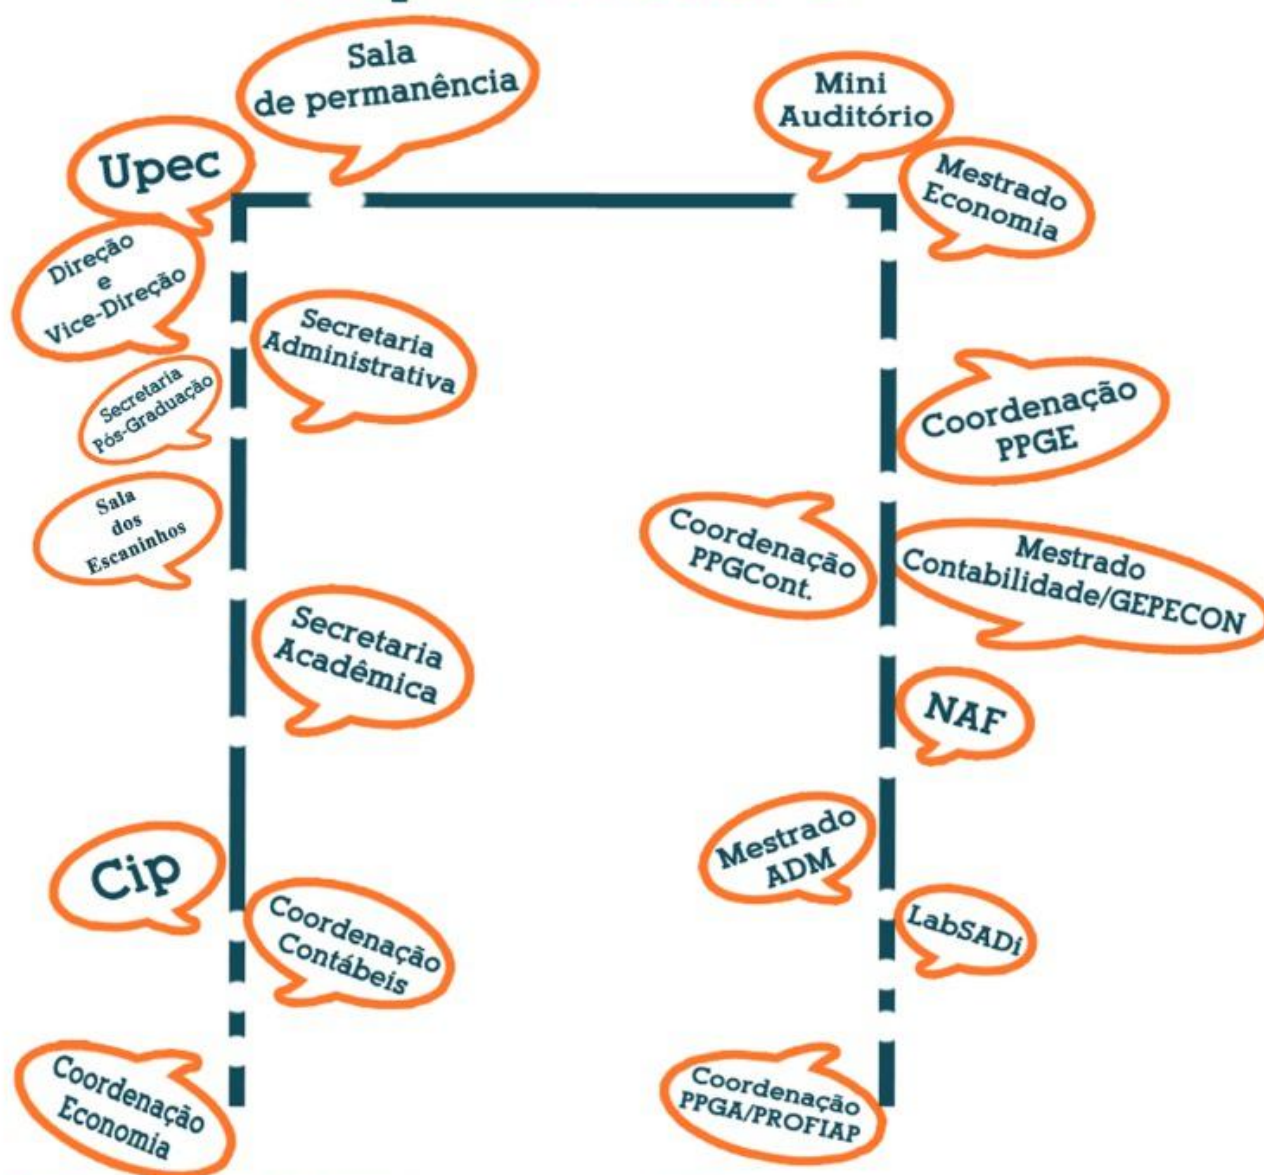 Sala
de permanência
Mini
Auditório
Upec
Mestrado
Economia
Direção
e
Vice-Direção
Secretaria
Administrativa
Secretaria
Pós-Graduação
Coordenação
PPGE
Sala
dos
Escaninhos
Coordenação
PPGCont.
Mestrado
Contabilidade/GEPECON
Secretaria
Acadêmica
NAF
Cip
Mestrado
ADM
Coordenação
Contábeis
LabSADi
Coordenação
Economia
Coordenação
PPGA/PROFIAP